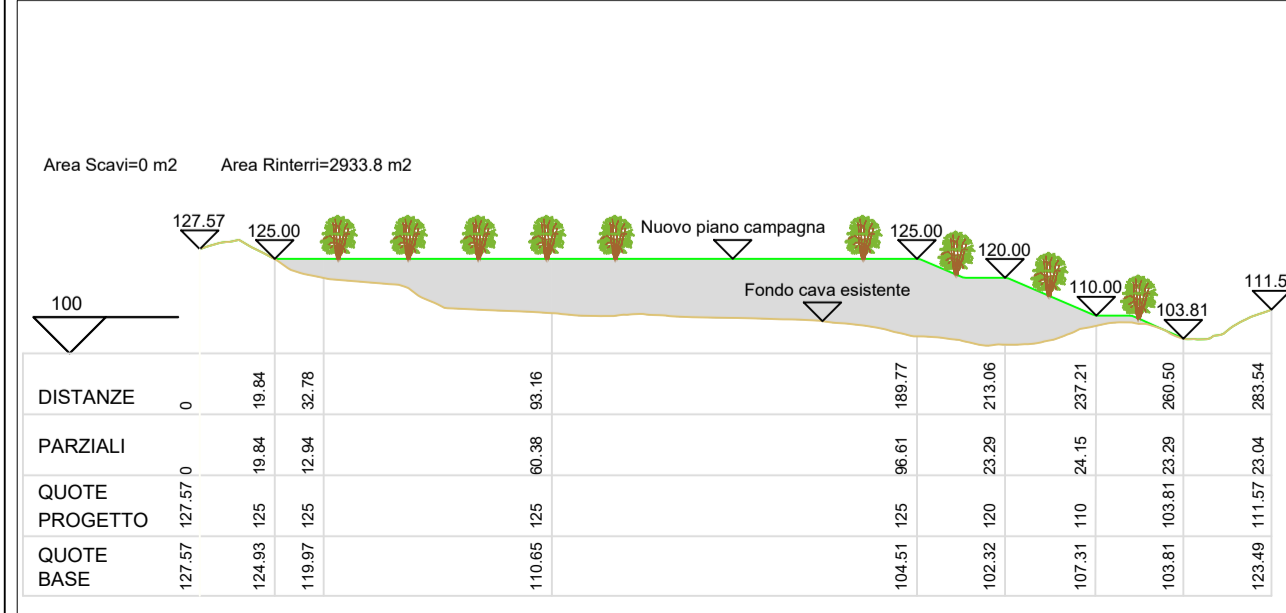 Area Scavi=0 m2 Area Rinterri=2933.8 m2
127.57
125.00
Nuovo piano campagna
125.00
120.00
110.00
103.81
111.5
Fondo cava esistente
100
DISTANZE 0 19.84 32.78 93.16 189.77 213.06 237.21 260.50 283.54
PARZIALI 0 19.84 12.94 60.38 96.61 23.29 24.15 23.29 23.04
QUOTE
PROGETTO 127.57 125 125 125 125 120 110 103.81 111.57
QUOTE
BASE 127.57 124.93 119.97 110.65 104.51 102.32 107.31 103.81 123.49